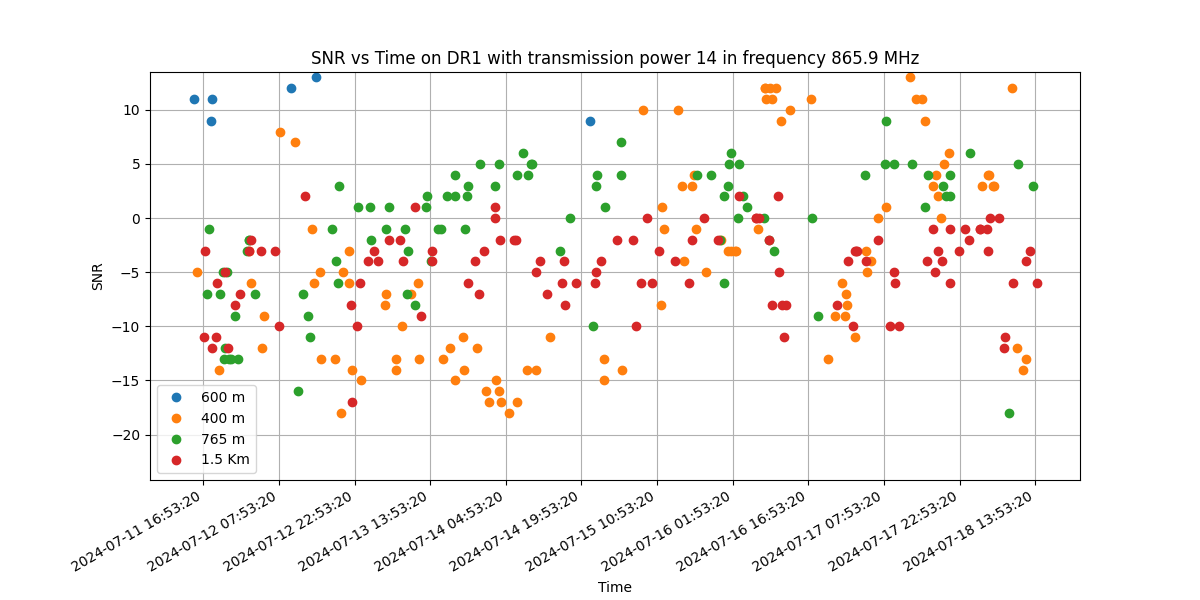 SNR vs Time on DR1 with transmission power 14 in frequency 865.9 MHz
SNR
10
5
0
−5
−10
−15
−20
600 m
400 m
765 m
1.5 Km
2024-07-11 16:53:20
2024-07-12 07:53:20
2024-07-12 22:53:20
2024-07-13 13:53:20
2024-07-14 04:53:20
2024-07-14 19:53:20
2024-07-15 10:53:20
2024-07-16 01:53:20
2024-07-16 16:53:20
2024-07-17 07:53:20
2024-07-17 22:53:20
2024-07-18 13:53:20
Time